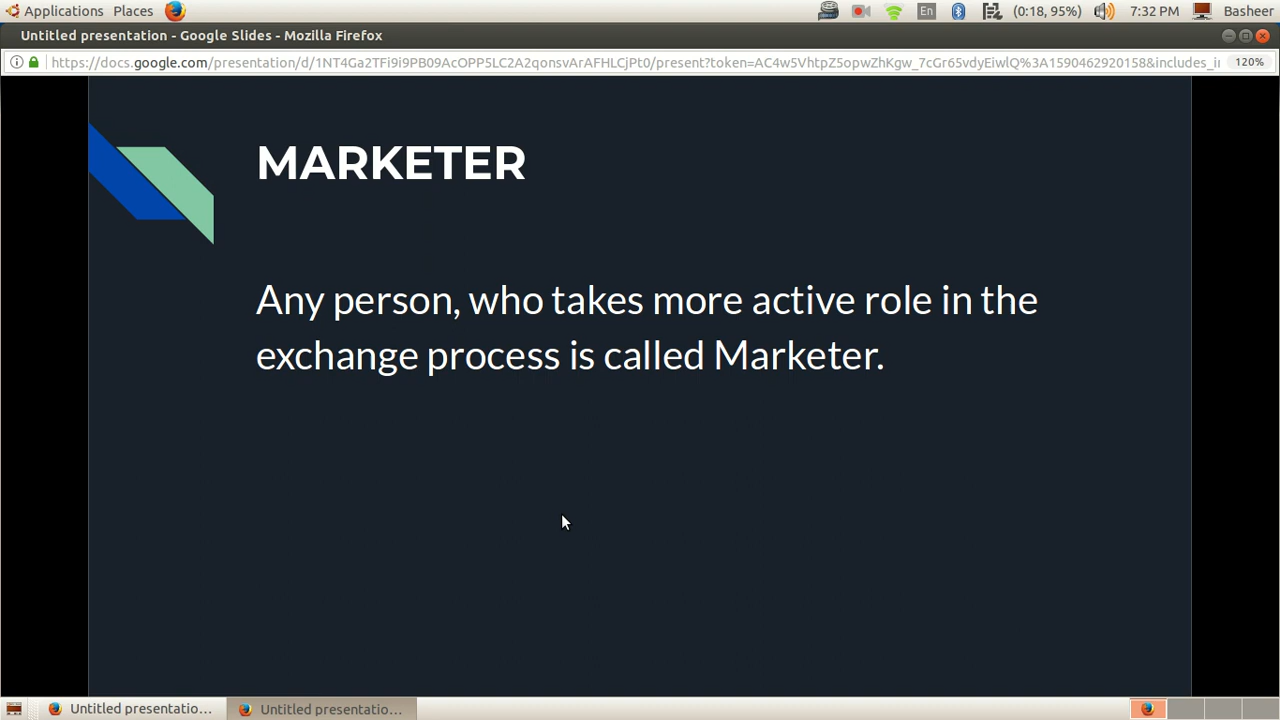 Applications Places En (0:18, 95%) 7:32 PM Basheer
Untitled presentation - Google Slides - Mozilla Firefox
https://docs.google.com/presentation/d/1NT4Ga2TFi9i9PB09AcOPP5LC2A2qonsvArAFHLCjPt0/present?token=AC4w5VhtpZ5opwZhKgw_7cGr65vdyEiwlQ%3A1590462920158&includes_i 120%
MARKETER
Any person, who takes more active role in the
exchange process is called Marketer.
Untitled presentatio... Untitled presentatio...